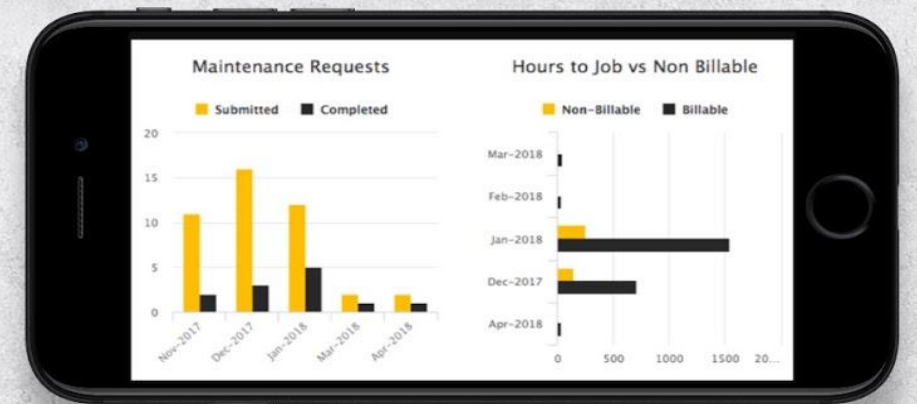 Maintenance Requests
Submitted Completed
20
15
10
5
0
Nov-2017 Dec-2017 Jan-2018 Mar-2018 Apr-2018
Hours to Job vs Non Billable
Non-Billable Billable
Mar-2018
Feb-2018
Jan-2018
Dec-2017
Apr-2018
0 500 1000 1500 20...